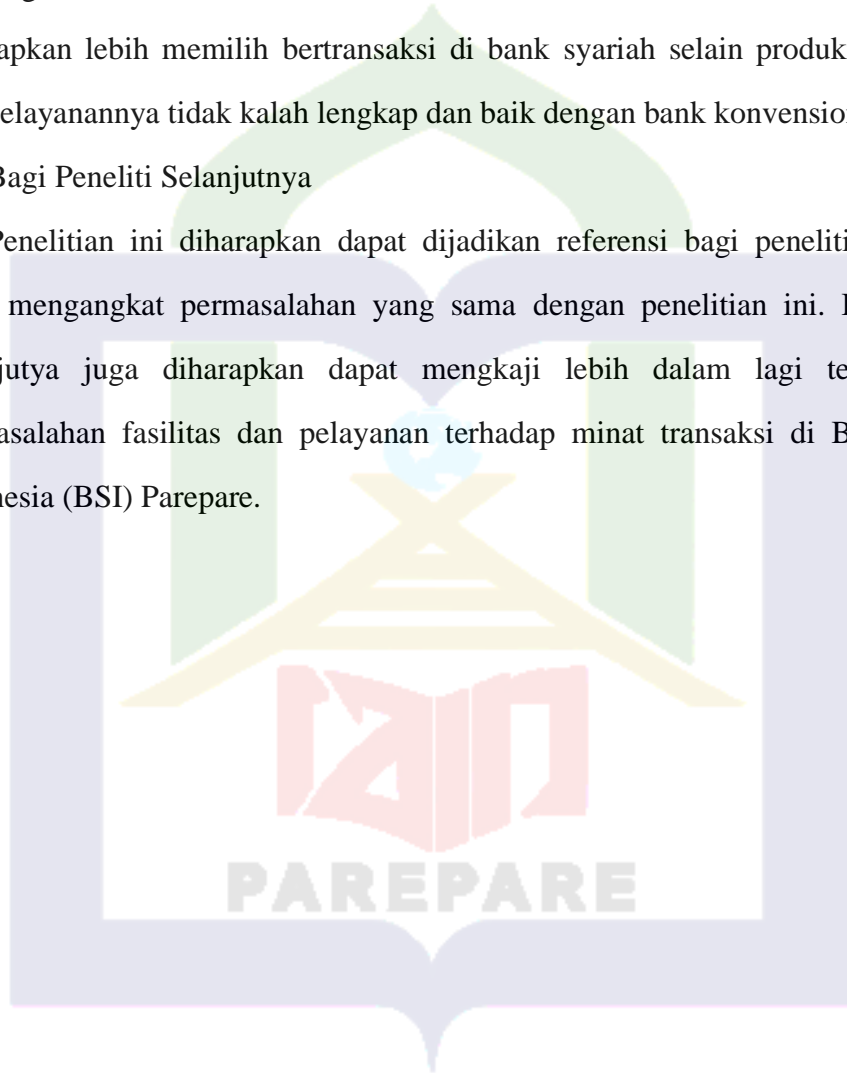 apkan lebih memilih bertransaksi di bank syariah selain produk
elayanannya tidak kalah lengkap dan baik dengan bank konvension
Bagi Peneliti Selanjutnya
Penelitian ini diharapkan dapat dijadikan referensi bagi peneliti
mengangkat permasalahan yang sama dengan penelitian ini.
jutya juga diharapkan dapat mengkaji lebih dalam lagi te
asalahan fasilitas dan pelayanan terhadap minat transaksi di B
nesia (BSI) Parepare.
iain
PAREPARE